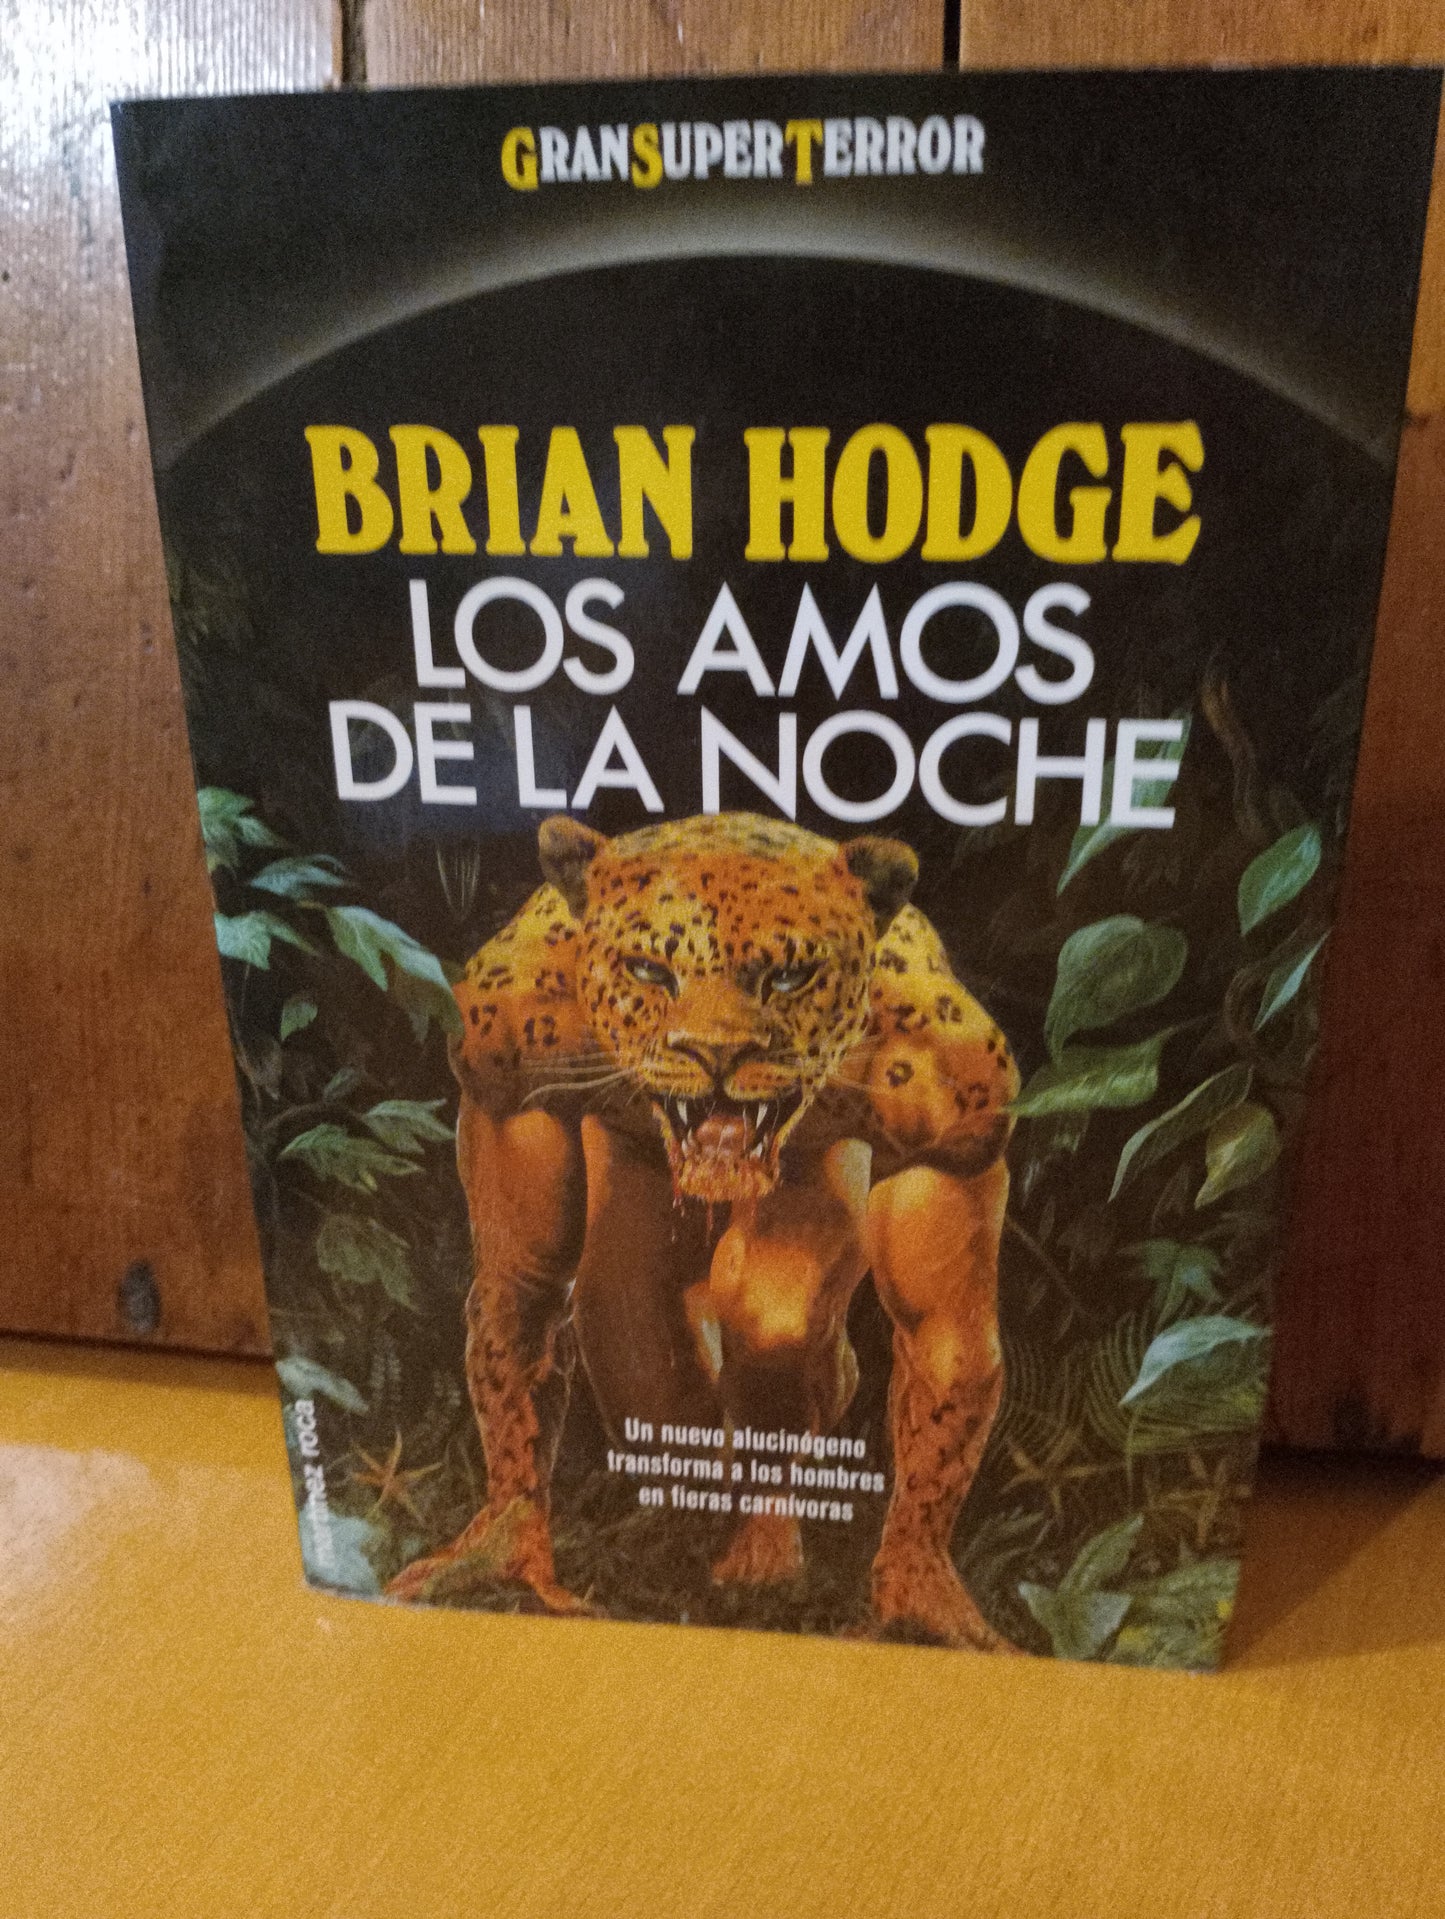 GRANSUPERTERROR
BRIAN HODGE
LOS AMOS
DE LA NOCHE
Un nuevo alucinógeno
transforma a los hombres
en fieras carnívoras
martínez roca